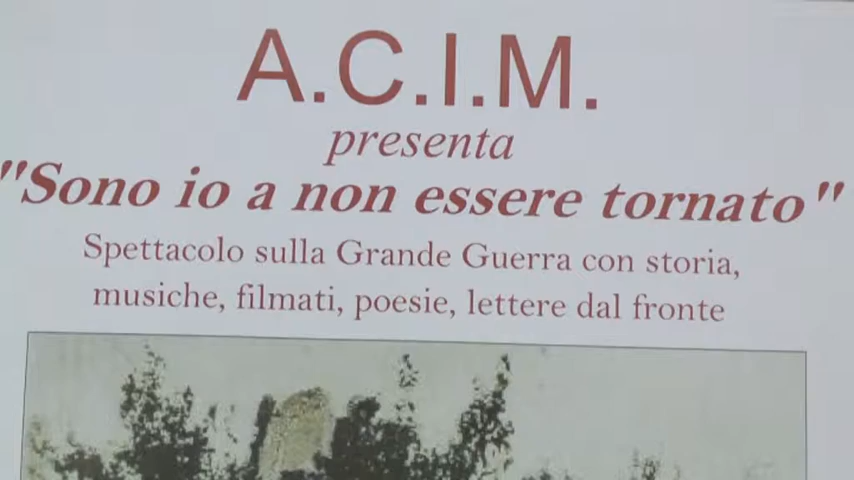 A.C.I.M.
presenta
"Sono io a non essere tornato"
Spettacolo sulla Grande Guerra con storia,
musiche, filmati, poesie, lettere dal fronte